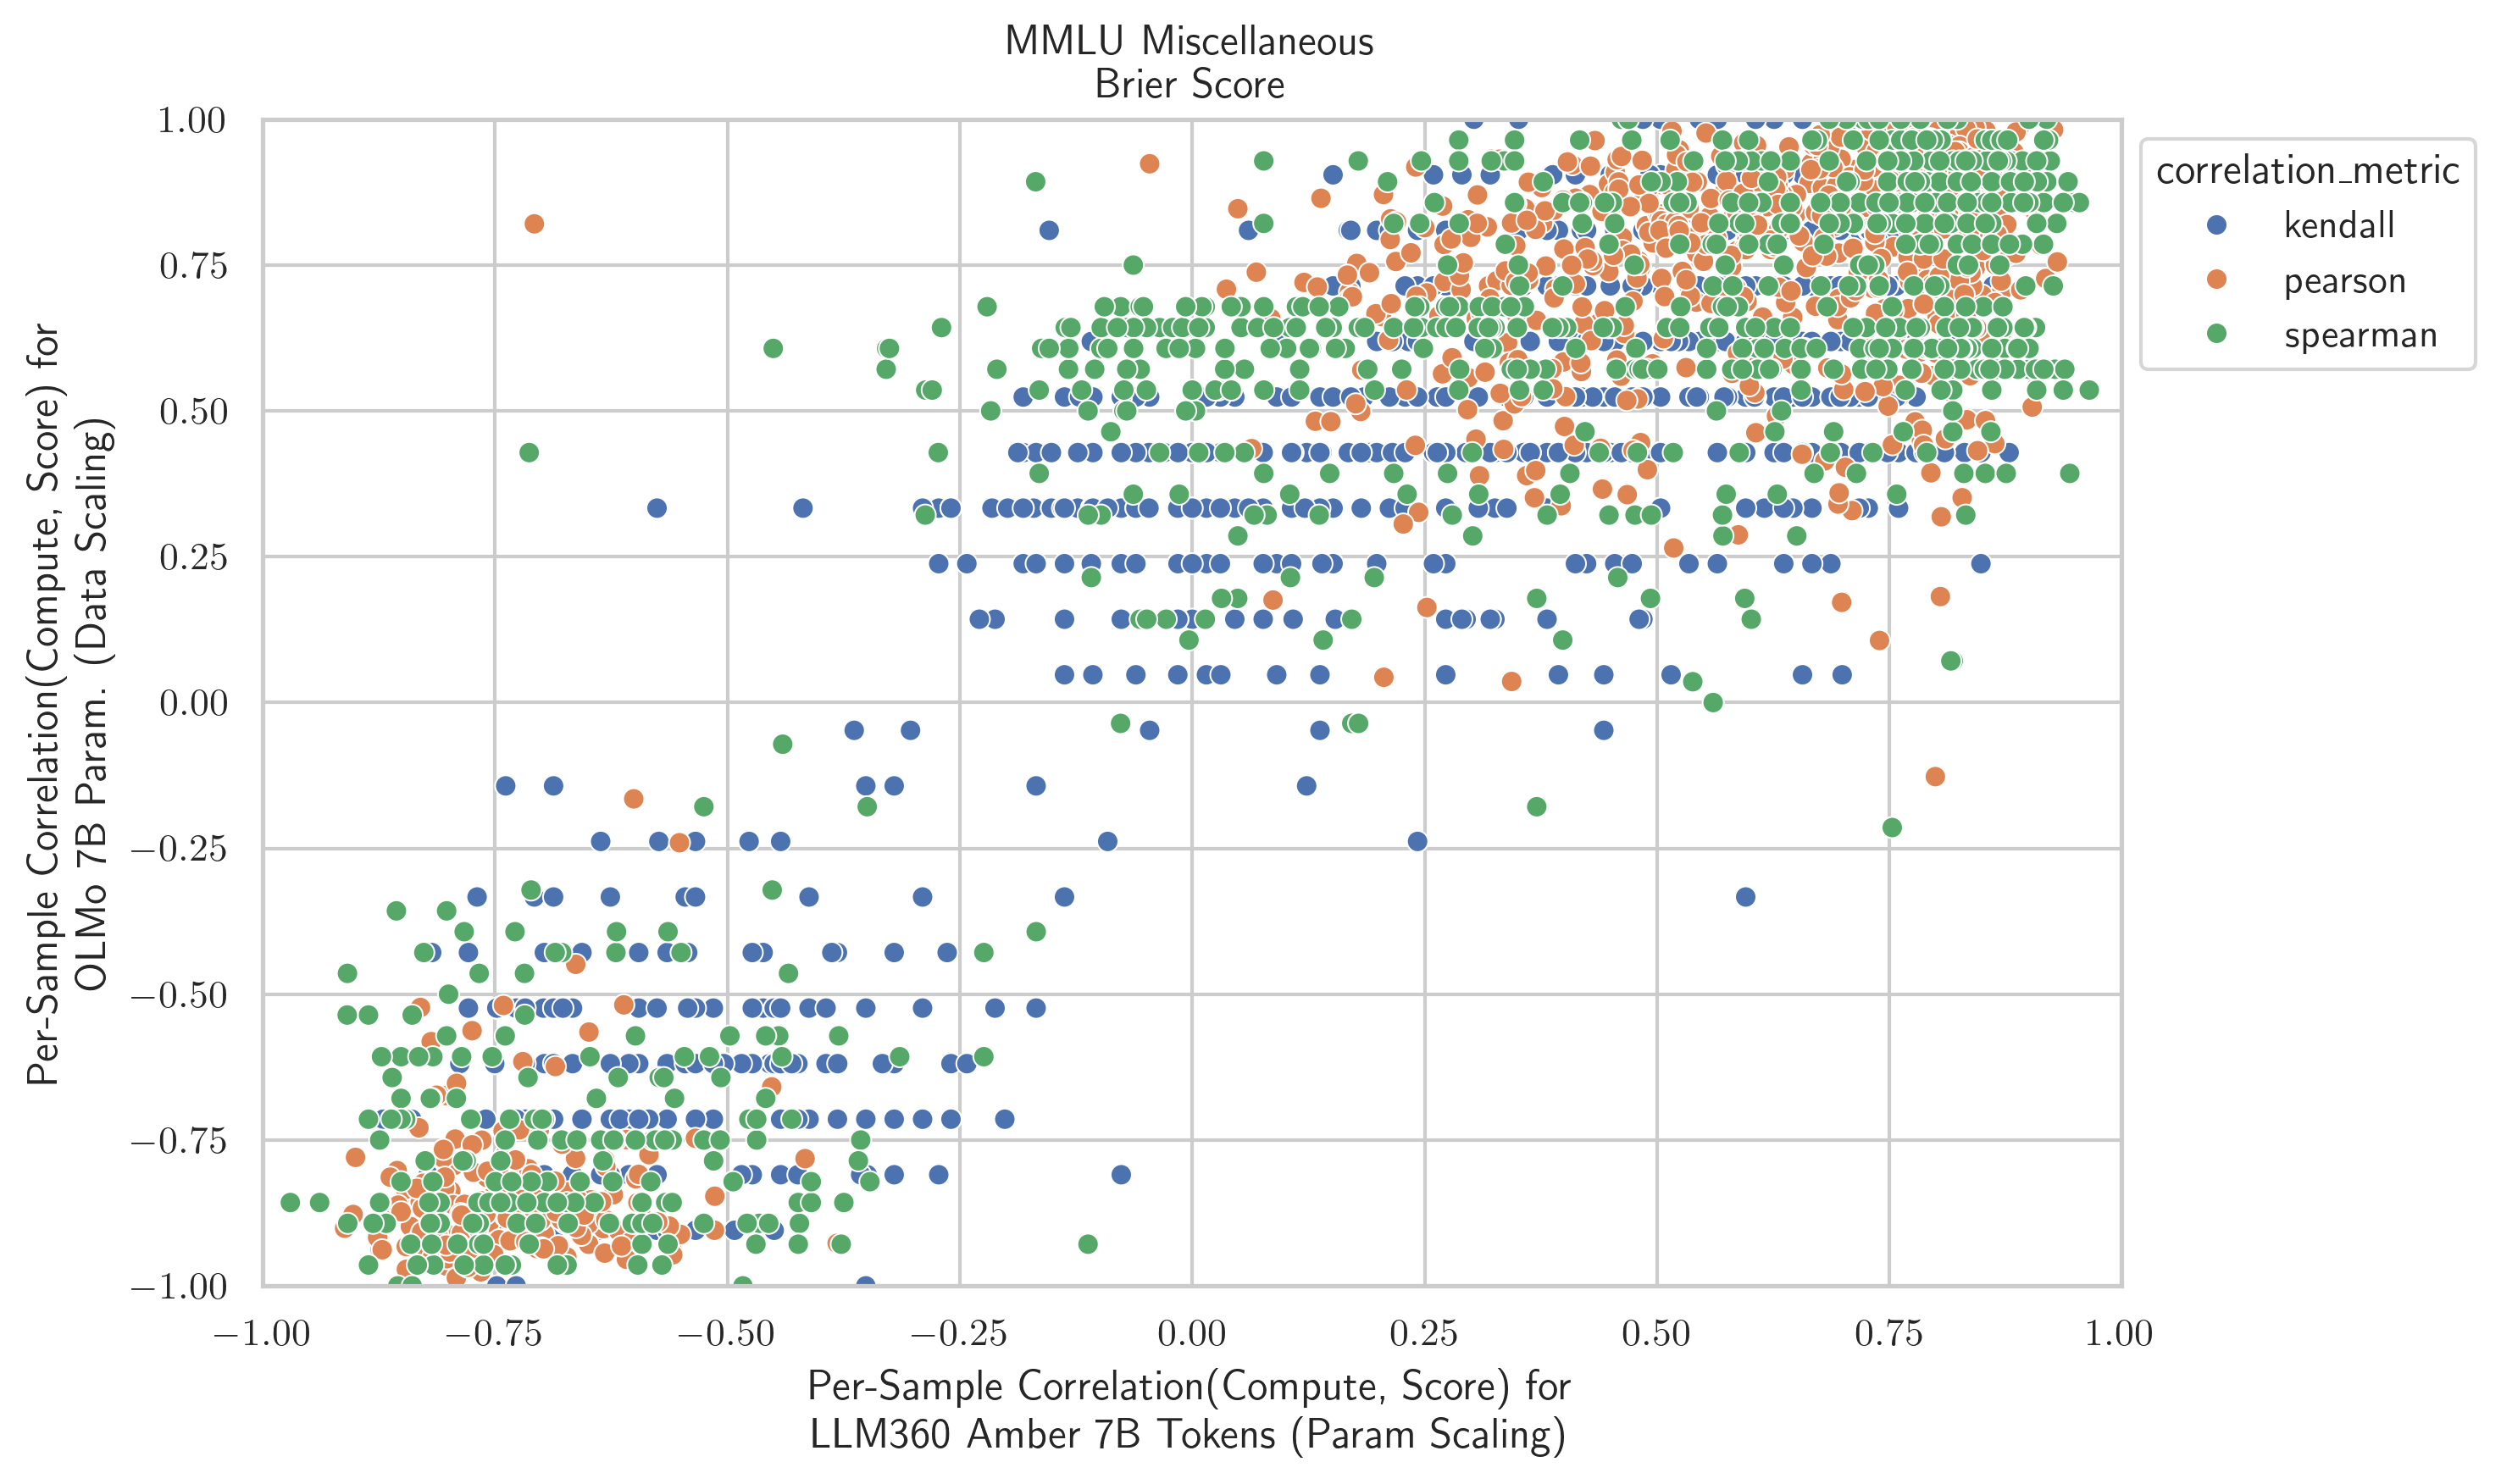 MMLU Miscellaneous
Brier Score
Per-Sample Correlation(Compute, Score) for
OLMo 7B Param. (Data Scaling)
1.00
0.75
0.50
0.25
0.00
−0.25
−0.50
−0.75
−1.00
−1.00 −0.75 −0.50 −0.25 0.00 0.25 0.50 0.75 1.00
Per-Sample Correlation(Compute, Score) for
LLM360 Amber 7B Tokens (Param Scaling)
correlation_metric
kendall
pearson
spearman